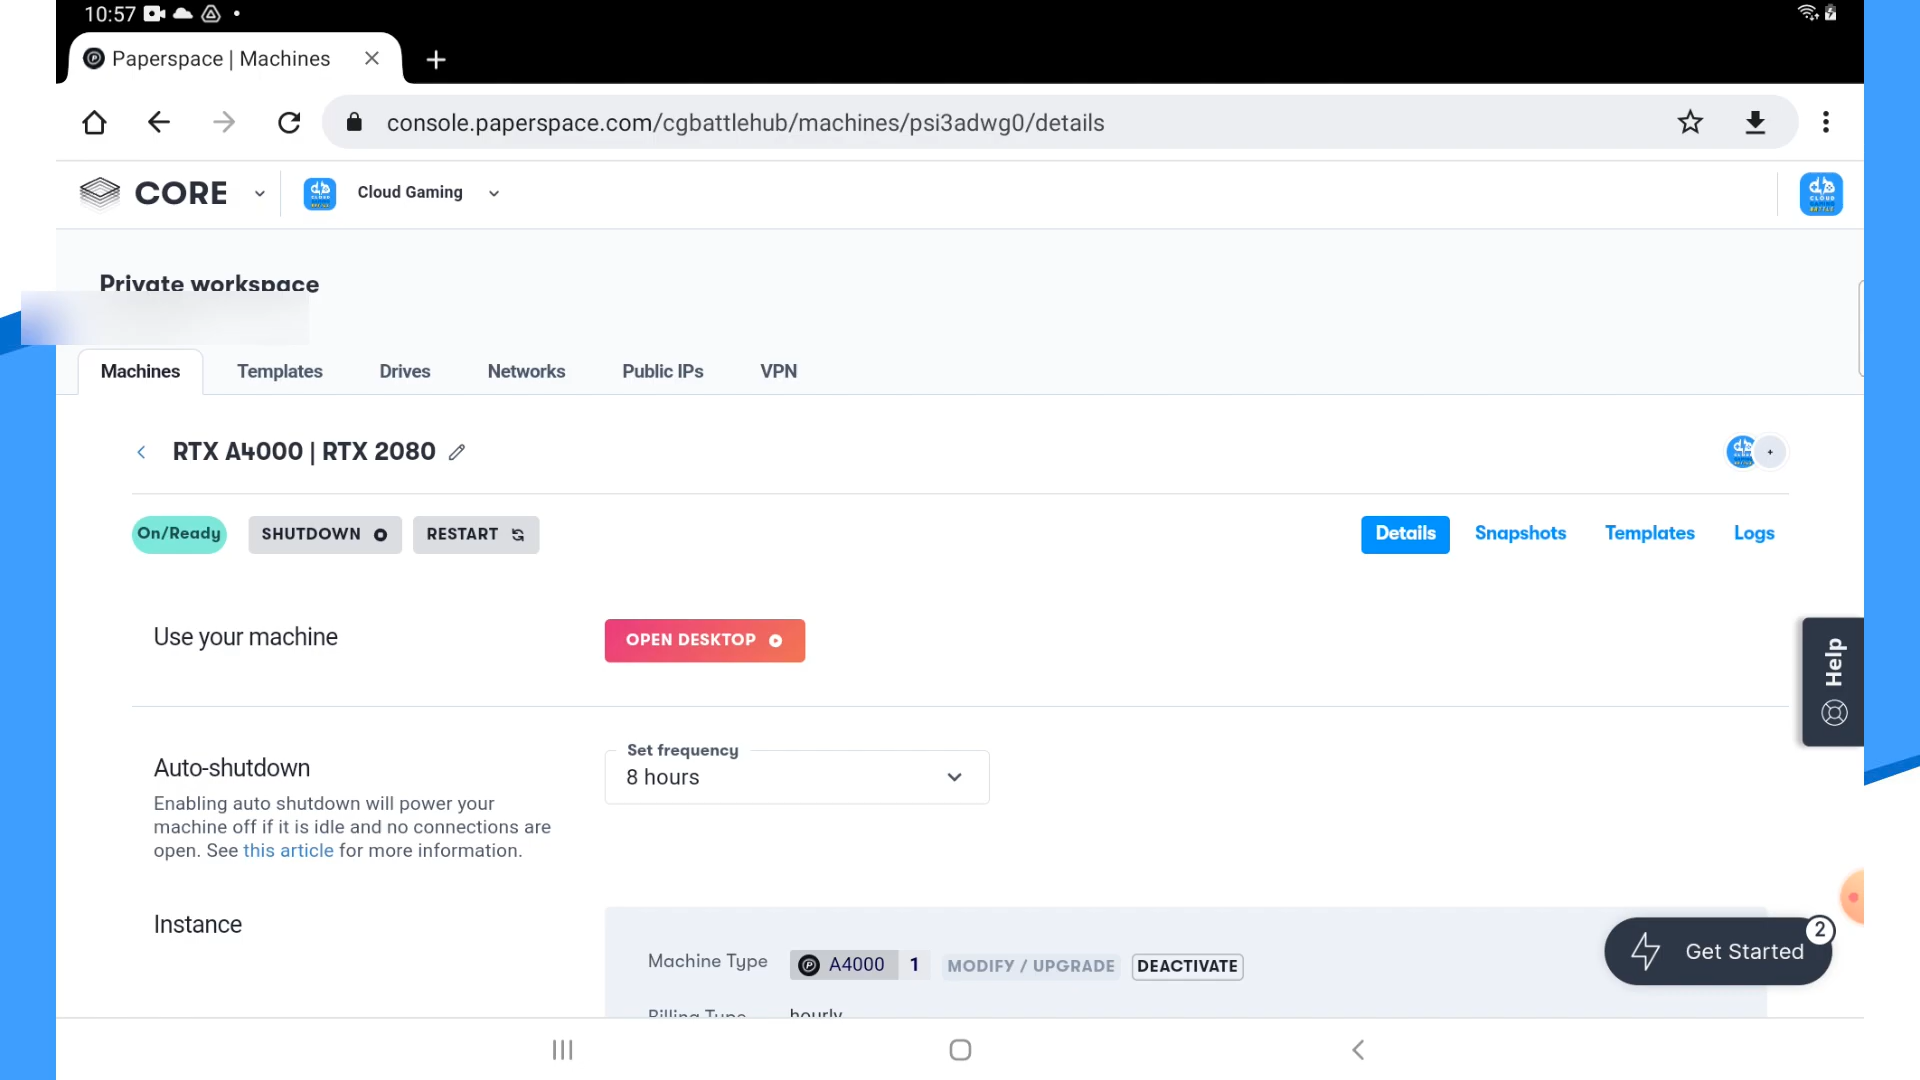 10:57
Paperspace | Machines
console.paperspace.com/cgbattlehub/machines/psi3adwg0/details
CORE
Cloud Gaming
Private workspace
Machines Templates Drives Networks Public IPs VPN
RTX A4000 | RTX 2080
On/Ready SHUTDOWN RESTART Details Snapshots Templates Logs
Use your machine OPEN DESKTOP
Help
Set frequency
8 hours
Auto-shutdown
Enabling auto shutdown will power your
machine off if it is idle and no connections are
open. See this article for more information.
Instance
Machine Type A4000 1 MODIFY / UPGRADE DEACTIVATE
2
Get Started
Billing Type hourly